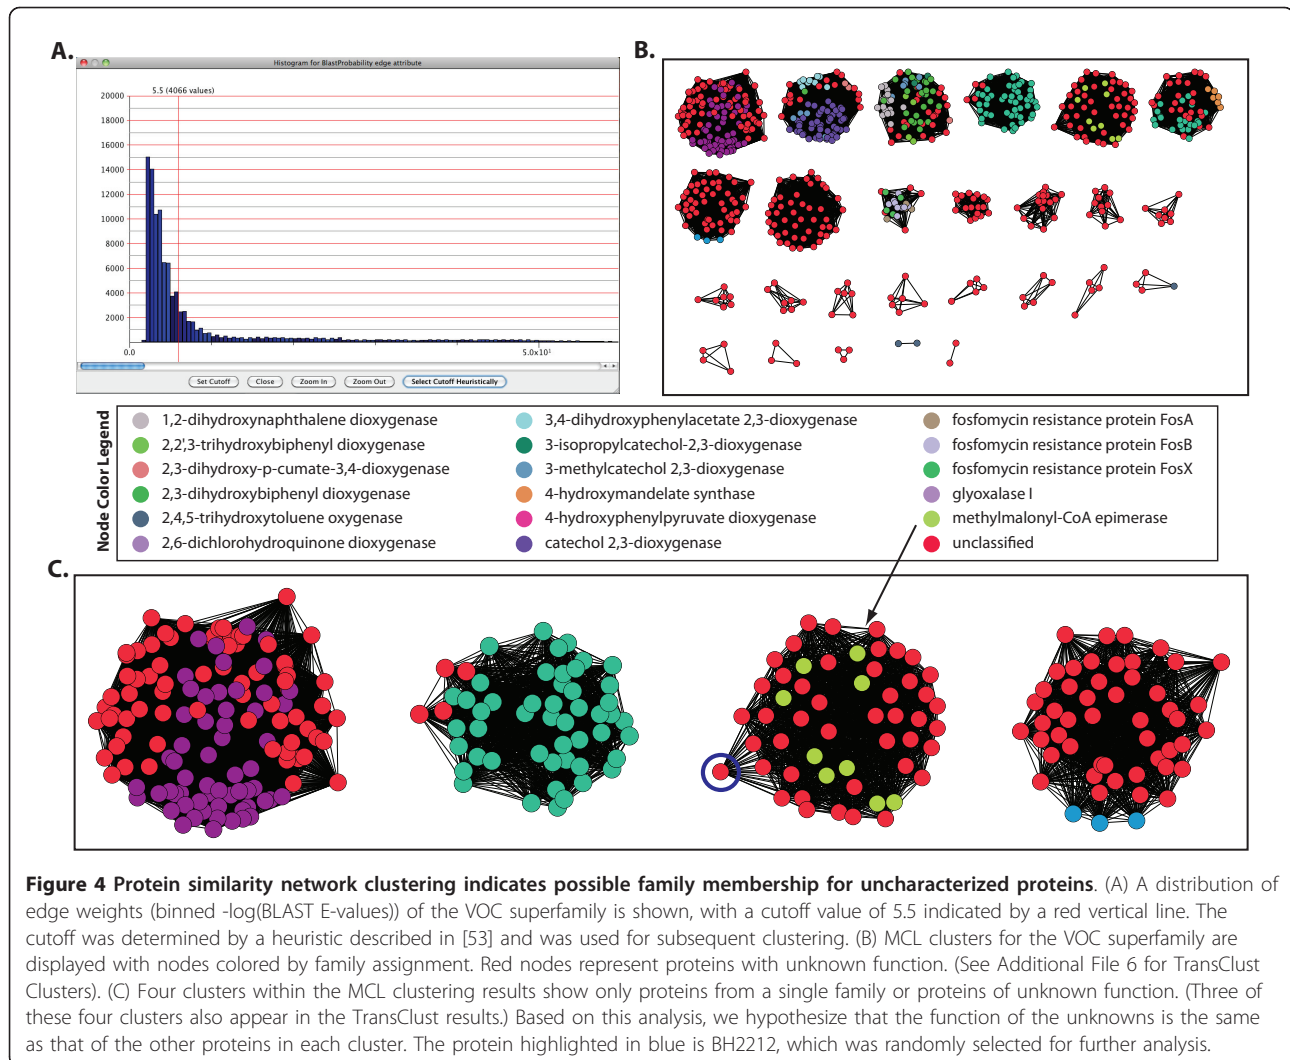 A.
Histogram for BlastProbability edge attribute
5.5 (4066 values)
20000
18000
16000
14000
12000
10000
8000
6000
4000
2000
0.0
5.0×10¹
Set Cutoff
Close
Zoom In
Zoom Out
Select Cutoff Heuristically
B.
Node Color Legend
1,2-dihydroxynaphthalene dioxygenase
2,2',3-trihydroxybiphenyl dioxygenase
2,3-dihydroxy-p-cumate-3,4-dioxygenase
2,3-dihydroxybiphenyl dioxygenase
2,4,5-trihydroxytoluene oxygenase
2,6-dichlorohydroquinone dioxygenase
3,4-dihydroxyphenylacetate 2,3-dioxygenase
3-isopropylcatechol-2,3-dioxygenase
3-methylcatechol 2,3-dioxygenase
4-hydroxymandelate synthase
4-hydroxyphenylpyruvate dioxygenase
catechol 2,3-dioxygenase
fosfomycin resistance protein FosA
fosfomycin resistance protein FosB
fosfomycin resistance protein FosX
glyoxalase I
methylmalonyl-CoA epimerase
unclassified
C.
Figure 4 Protein similarity network clustering indicates possible family membership for uncharacterized proteins. (A) A distribution of
edge weights (binned -log(BLAST E-values)) of the VOC superfamily is shown, with a cutoff value of 5.5 indicated by a red vertical line. The
cutoff was determined by a heuristic described in [53] and was used for subsequent clustering. (B) MCL clusters for the VOC superfamily are
displayed with nodes colored by family assignment. Red nodes represent proteins with unknown function. (See Additional File 6 for TransClust
Clusters). (C) Four clusters within the MCL clustering results show only proteins from a single family or proteins of unknown function. (Three of
these four clusters also appear in the TransClust results.) Based on this analysis, we hypothesize that the function of the unknowns is the same
as that of the other proteins in each cluster. The protein highlighted in blue is BH2212, which was randomly selected for further analysis.